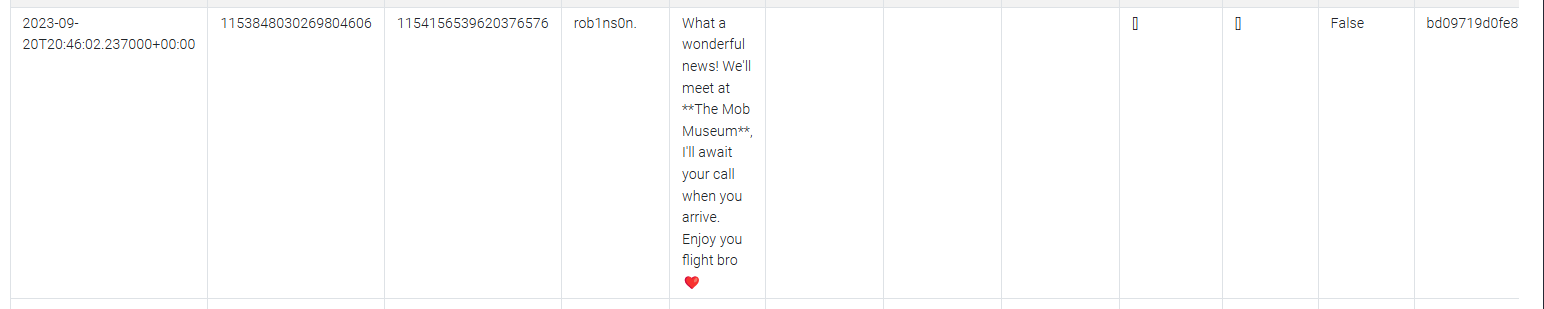 2023-09-
20T20:46:02.237000+00:00
1153848030269804606
1154156539620376576
rob1ns0n.
What a
wonderful
news! We'll
meet at
**The Mob
Museum**,
I'll await
your call
when you
arrive.
Enjoy you
flight bro
❤️
[]
[]
False
bd09719d0fe8